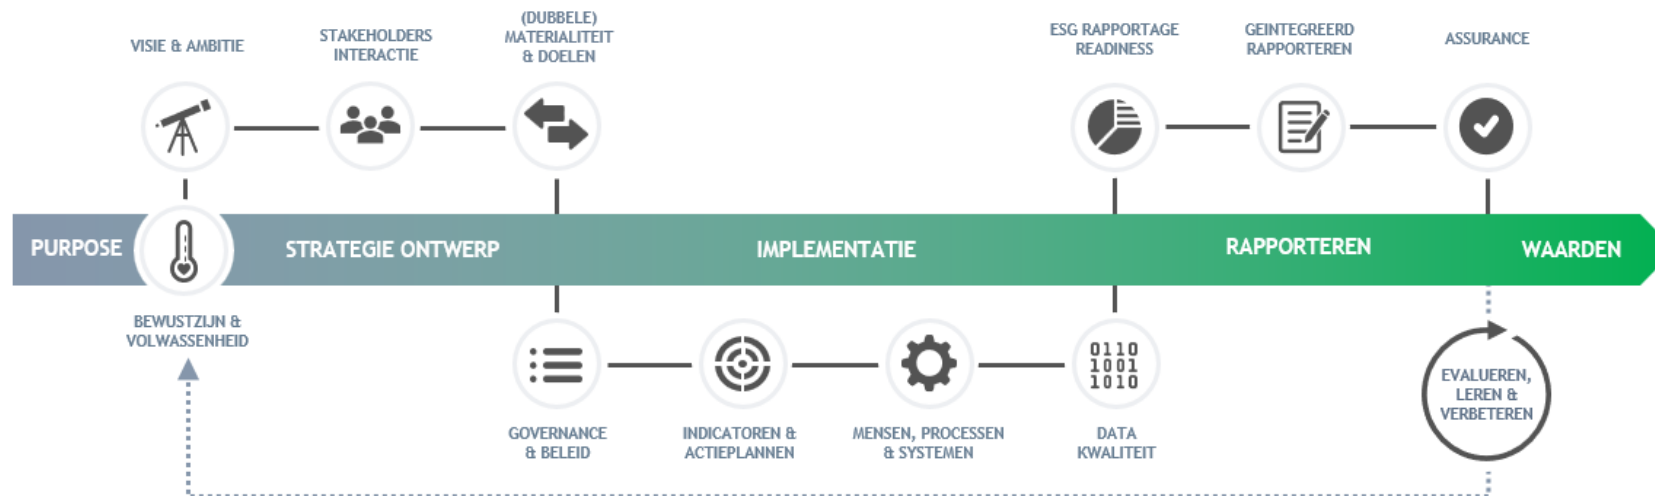 VISIE & AMBITIE
STAKEHOLDERS
INTERACTIE
(DUBBELE)
MATERIALITEIT
& DOELEN
ESG RAPPORTAGE
READINESS
GEINTEGREERD
RAPPORTEREN
ASSURANCE
PURPOSE
STRATEGIE ONTWERP
IMPLEMENTATIE
RAPPORTEREN
WAARDEN
BEWUSTZIJN &
VOLWASSENHEID
0110
1001
1010
GOVERNANCE
& BELEID
INDICATOREN &
ACTIEPLANNEN
MENSEN, PROCESSEN
& SYSTEMEN
DATA
KWALITEIT
EVALUEREN,
LEREN &
VERBETEREN